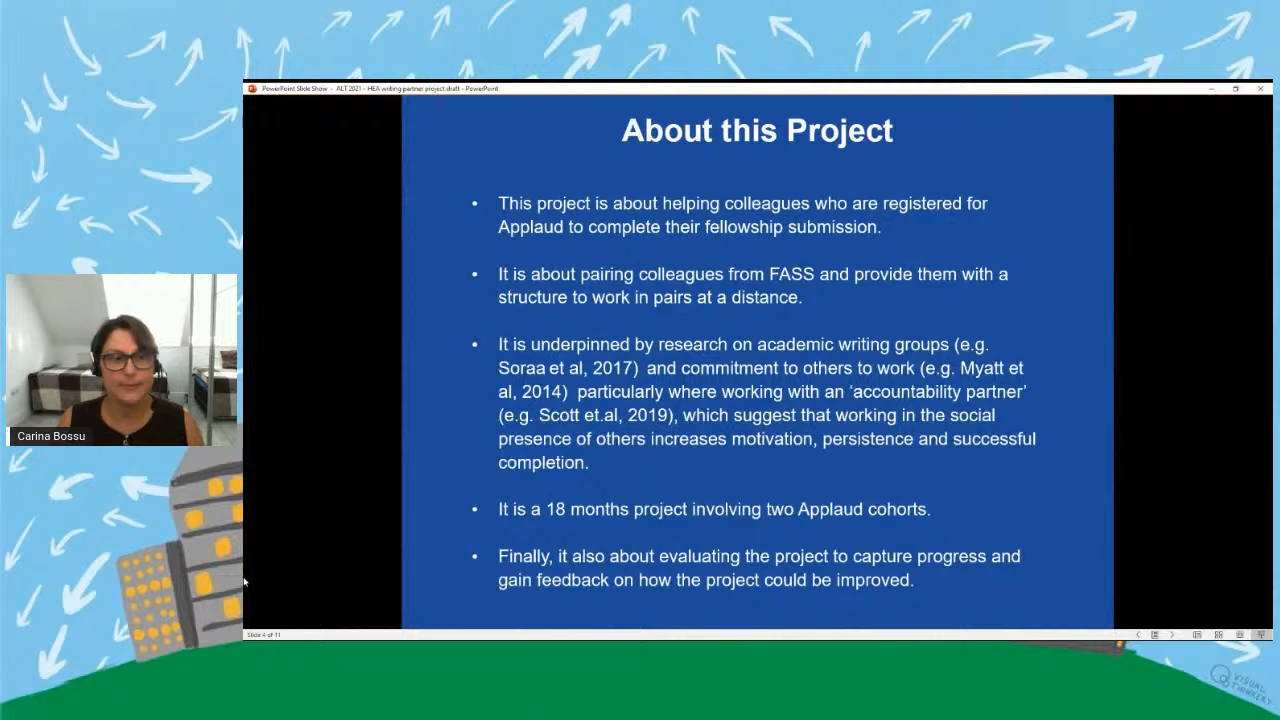 PowerPoint Slide Show - ALT 2021 - HEA writing partner project draft - PowerPoint
About this Project
• This project is about helping colleagues who are registered for
Applaud to complete their fellowship submission.
• It is about pairing colleagues from FASS and provide them with a
structure to work in pairs at a distance.
• It is underpinned by research on academic writing groups (e.g.
Soraa et al, 2017) and commitment to others to work (e.g. Myatt et
al, 2014) particularly where working with an ‘accountability partner’
(e.g. Scott et.al, 2019), which suggest that working in the social
presence of others increases motivation, persistence and successful
completion.
• It is a 18 months project involving two Applaud cohorts.
• Finally, it also about evaluating the project to capture progress and
gain feedback on how the project could be improved.
Carina Bossu
Slide 4 of 11
VISUAL
THINKERY